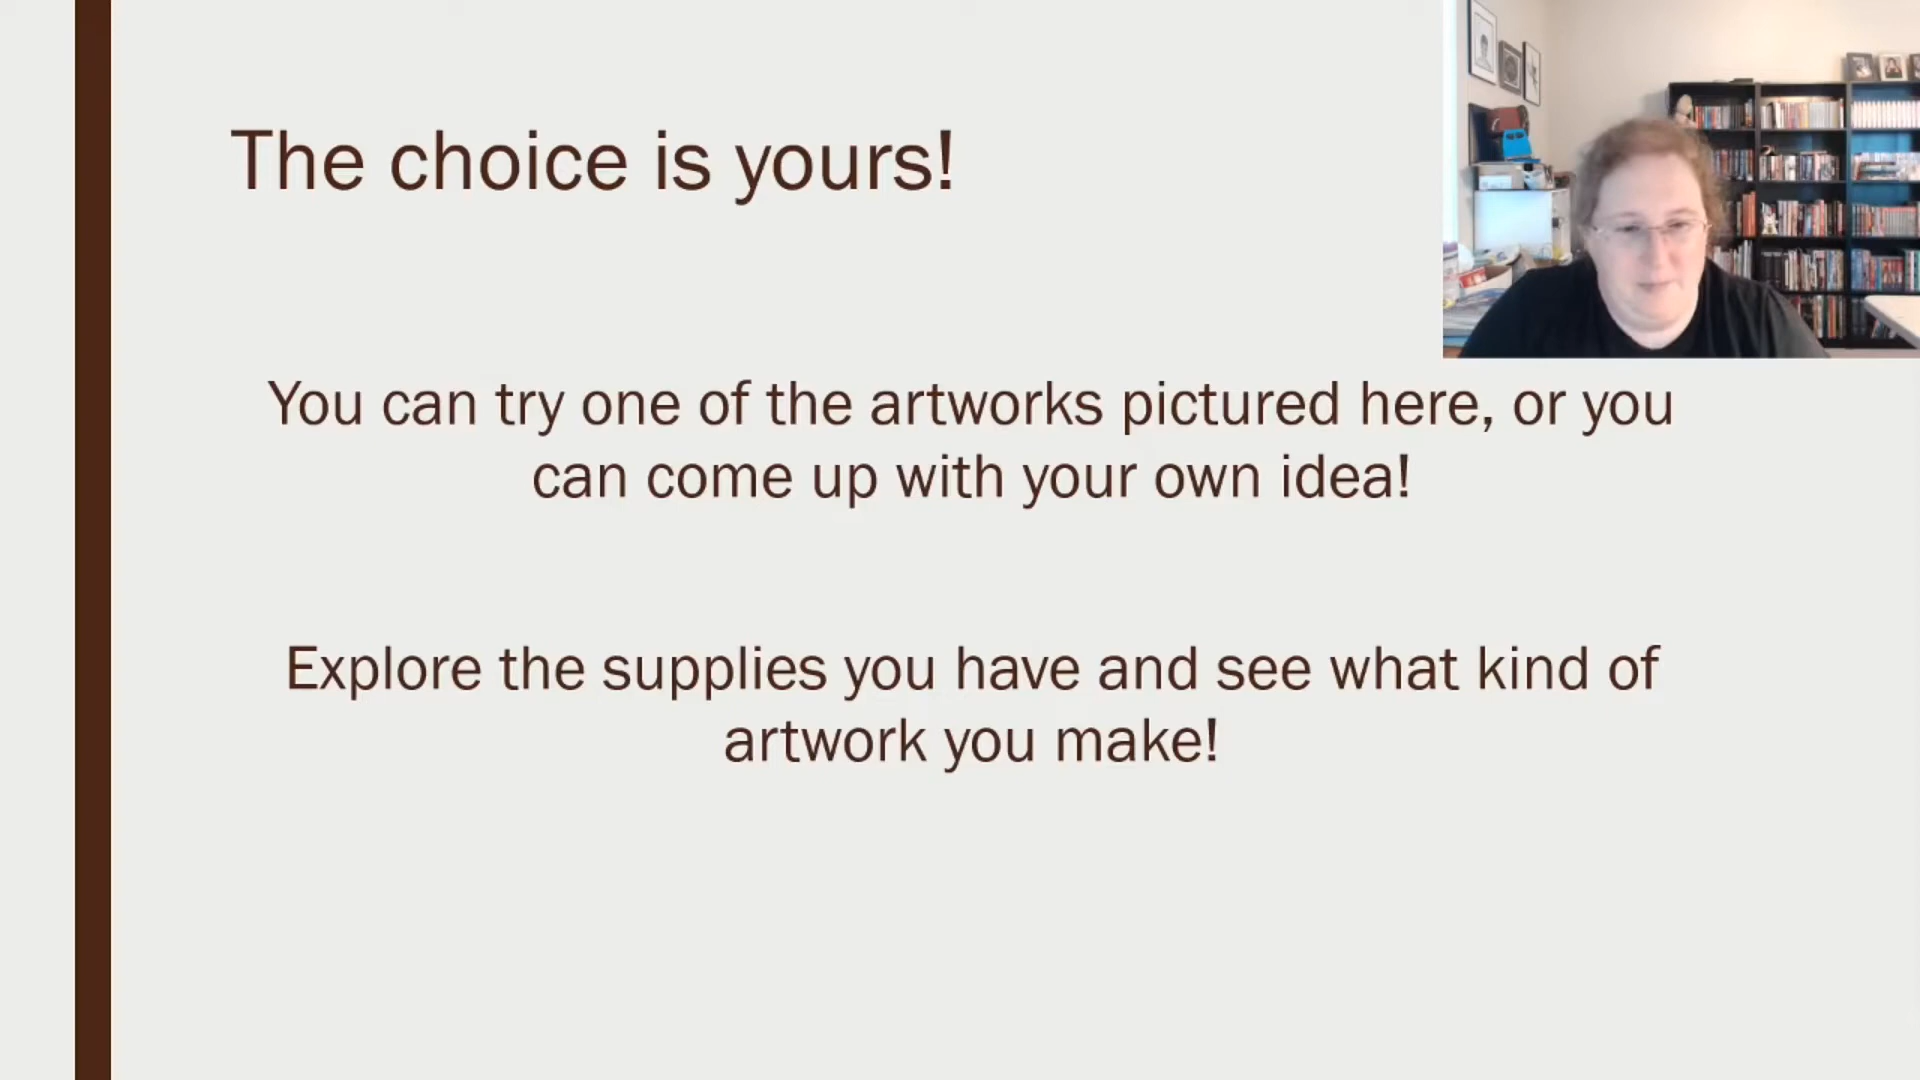 The choice is yours!
You can try one of the artworks pictured here, or you
can come up with your own idea!
Explore the supplies you have and see what kind of
artwork you make!